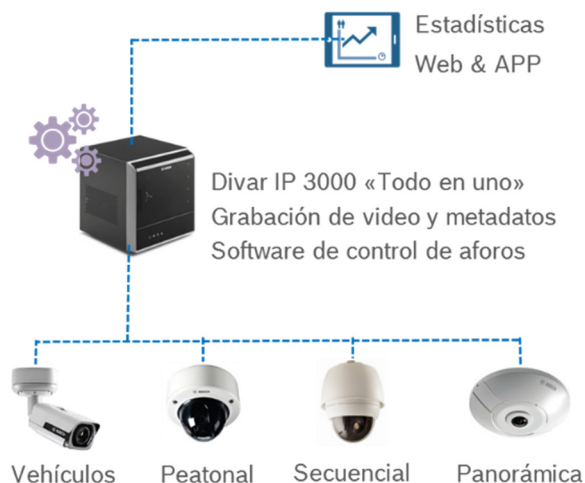 Estadísticas
Web & APP
Divar IP 3000 «Todo en uno»
Grabación de video y metadatos
Software de control de aforos
Vehículos
Peatonal
Secuencial
Panorámica